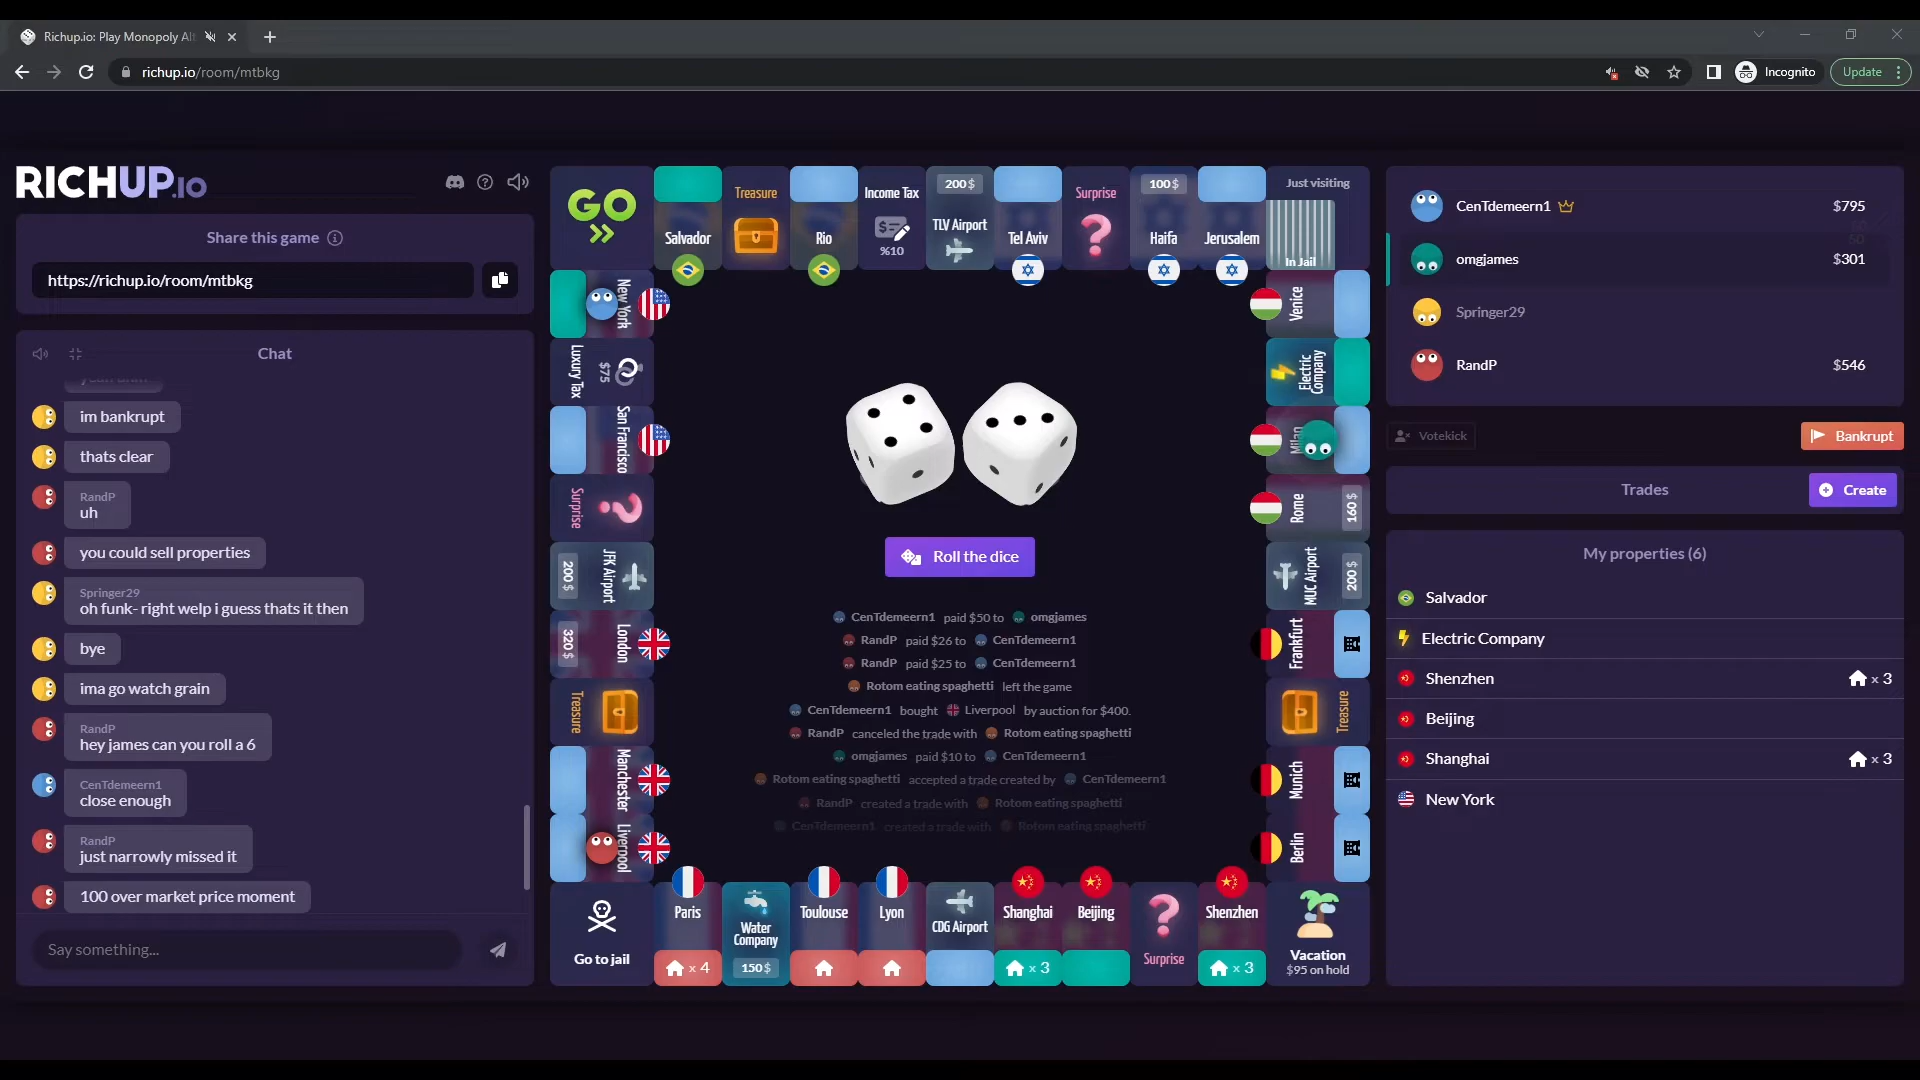 Richup.io: Play Monopoly Al
richup.io/room/mtbkg
Incognito
Update
RICHUP.IO
Share this game
https://richup.io/room/mtbkg
Chat
im bankrupt
thats clear
RandP
uh
you could sell properties
Springer29
oh funk- right welp i guess thats it then
bye
ima go watch grain
RandP
hey james can you roll a 6
CenTdemeern1
close enough
RandP
just narrowly missed it
100 over market price moment
Say something...
GO
Salvador
Treasure
Rio
Income Tax
%10
200 $
TLV Airport
Tel Aviv
Surprise
100 $
Haifa
Jerusalem
Just visiting
In Jail
New York
Luxury Tax
$75
San Francisco
Surprise
JFK Airport
200 $
London
320 $
Treasure
Manchester
Liverpool
Venice
Electric Company
Milan
Rome
160 $
MUC Airport
200 $
Frankfurt
Treasure
Munich
Berlin
Roll the dice
CenTdemeern1 paid $50 to omgjames
RandP paid $26 to CenTdemeern1
RandP paid $25 to CenTdemeern1
Rotom eating spaghetti left the game
CenTdemeern1 bought Liverpool by auction for $400.
RandP canceled the trade with Rotom eating spaghetti
omgjames paid $10 to CenTdemeern1
Rotom eating spaghetti accepted a trade created by CenTdemeern1
RandP created a trade with Rotom eating spaghetti
CenTdemeern1 created a trade with Rotom eating spaghetti
Go to jail
Paris
x 4
Water Company
150 $
Toulouse
Lyon
CDG Airport
Shanghai
x 3
Beijing
Surprise
Shenzhen
x 3
Vacation
$95 on hold
CenTdemeern1
$795
omgjames
$301
Springer29
RandP
$546
Votekick
Bankrupt
Trades
Create
My properties (6)
Salvador
Electric Company
Shenzhen
x 3
Beijing
Shanghai
x 3
New York